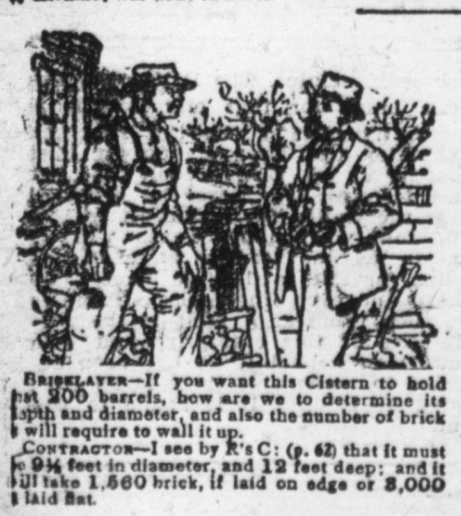 BRICKLAYER—If you want this Cistern to hold
200 barrels, how are we to determine its
and diameter, and also the number of brick
will require to wall it up.
CONTRACTOR—I see by R's C: (p. 62) that it must
9¼ feet in diameter, and 12 feet deep; and it
take 1,560 brick, if laid on edge or 3,000
laid flat.